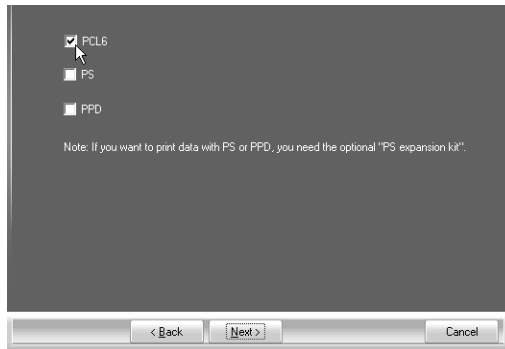 PCL6
PS
PPD
Note: If you want to print data with PS or PPD, you need the optional "PS expansion kit".
< Back Next > Cancel